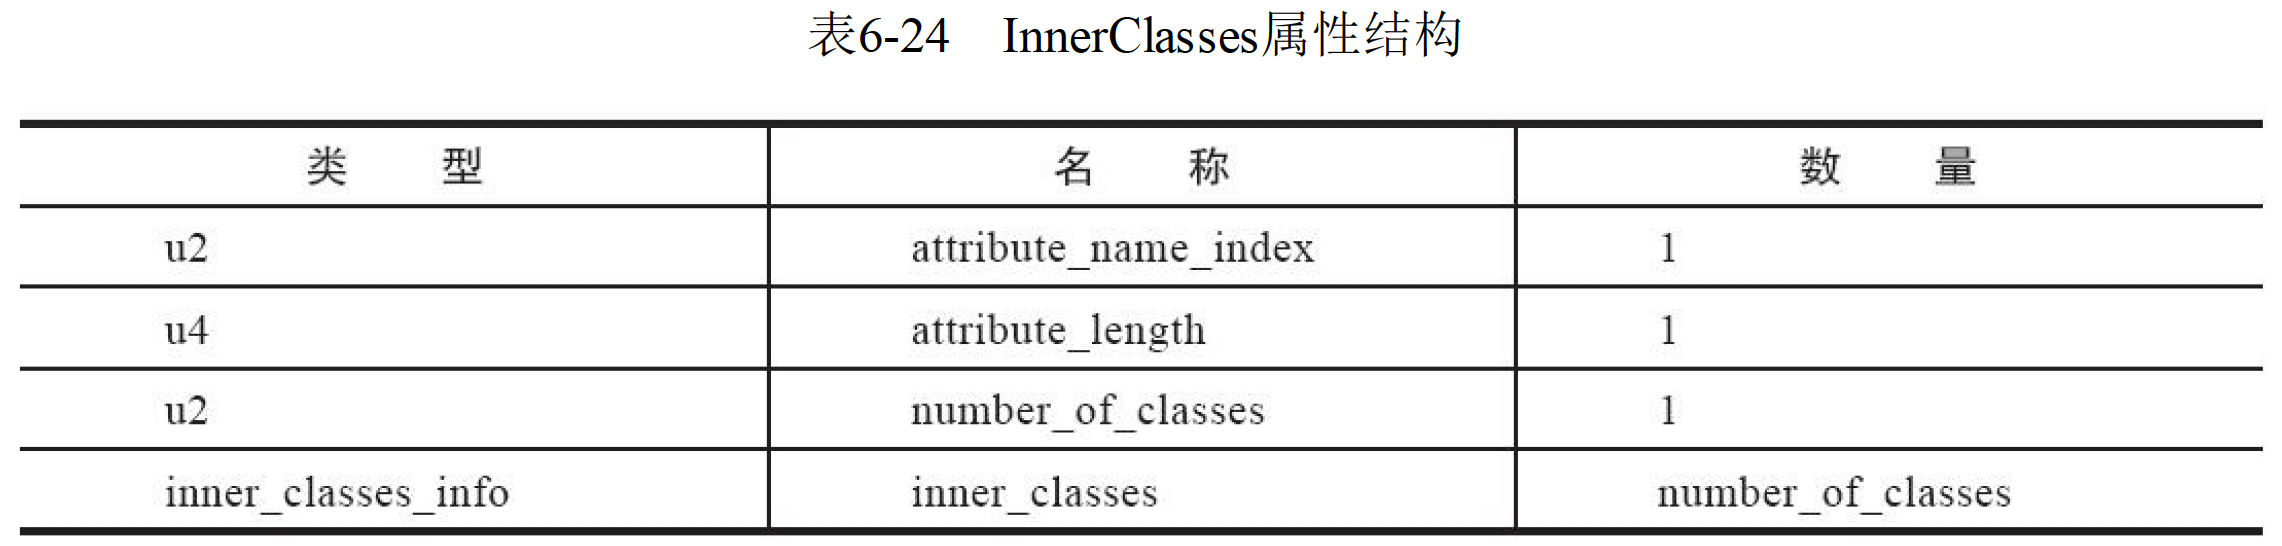 表6-24 InnerClasses属性结构
类 型 名 称 数 量
u2 attribute_name_index 1
u4 attribute_length 1
u2 number_of_classes 1
inner_classes_info inner_classes number_of_classes